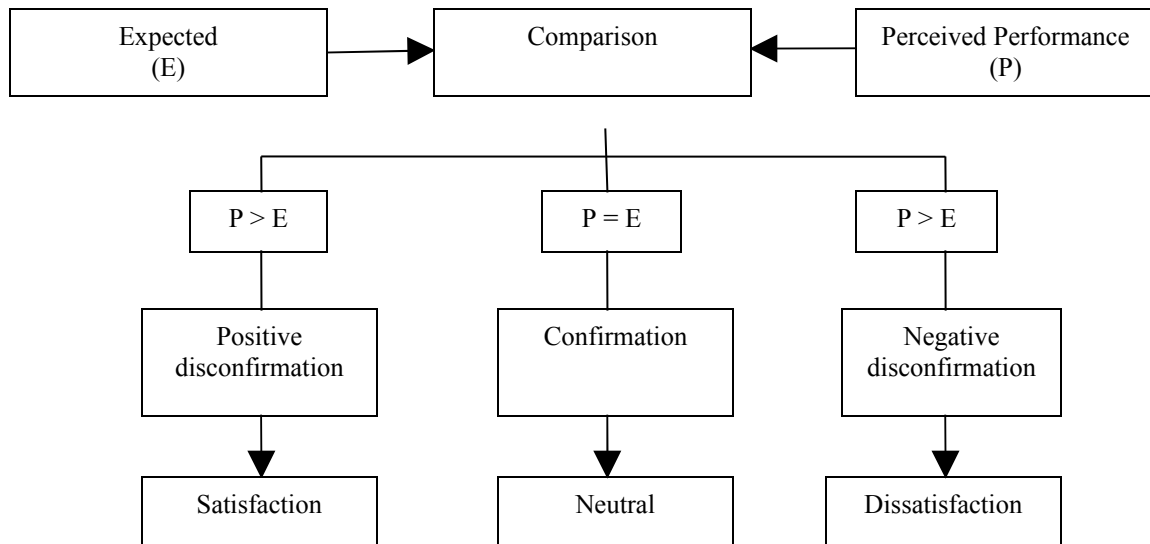 Expected
(E)
Comparison
Perceived Performance
(P)
P > E
P = E
P > E
Positive
disconfirmation
Confirmation
Negative
disconfirmation
Satisfaction
Neutral
Dissatisfaction